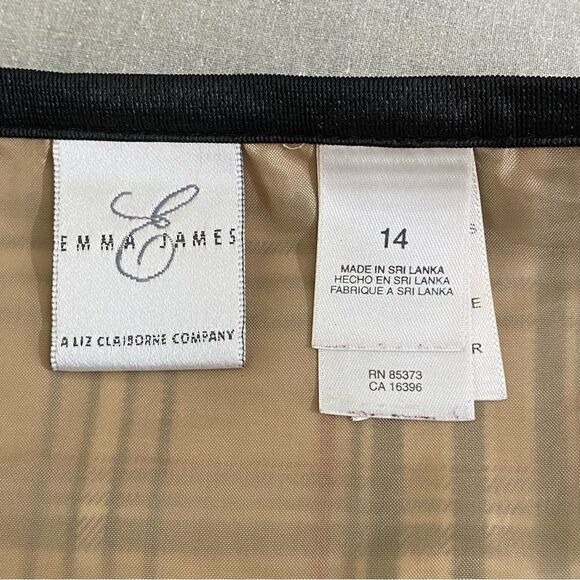 E
EMMA JAMES
A LIZ CLAIBORNE COMPANY
14
MADE IN SRI LANKA
HECHO EN SRI LANKA
FABRIQUE A SRI LANKA
RN 85373
CA 16396
S
E
R